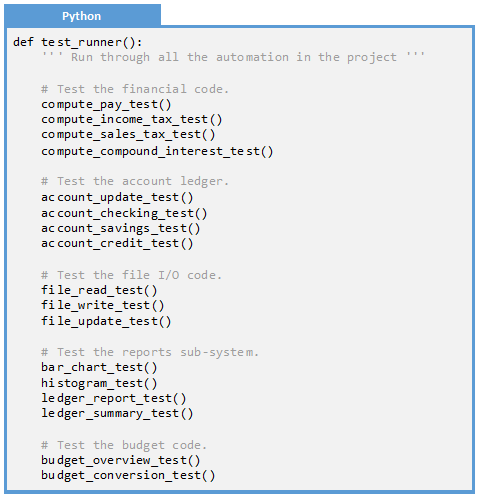 Python
def test_runner():
    ''' Run through all the automation in the project '''
    # Test the financial code.
    compute_pay_test()
    compute_income_tax_test()
    compute_sales_tax_test()
    compute_compound_interest_test()
    # Test the account ledger.
    account_update_test()
    account_checking_test()
    account_savings_test()
    account_credit_test()
    # Test the file I/O code.
    file_read_test()
    file_write_test()
    file_update_test()
    # Test the reports sub-system.
    bar_chart_test()
    histogram_test()
    ledger_report_test()
    ledger_summary_test()
    # Test the budget code.
    budget_overview_test()
    budget_conversion_test()